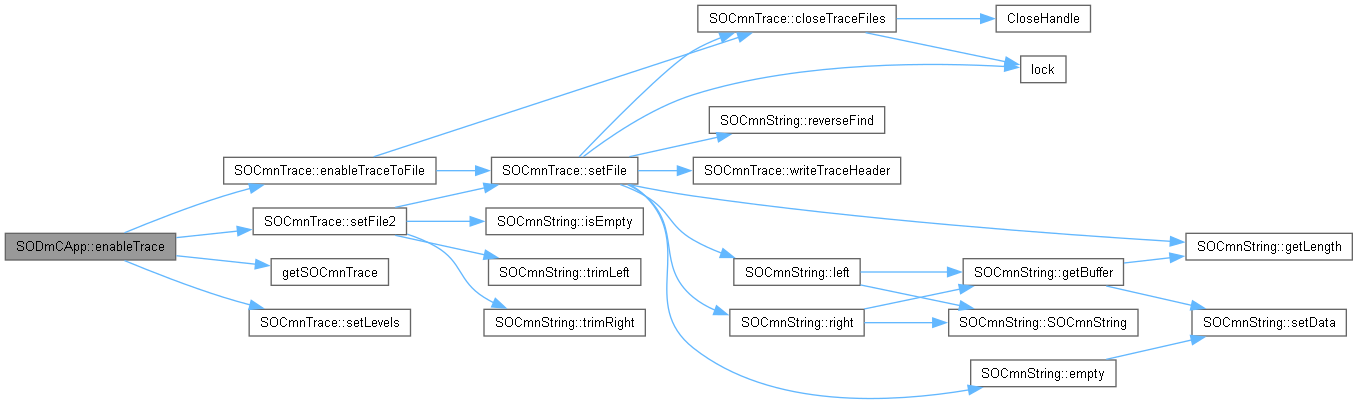 SODmCApp::enableTrace
SOCmnTrace::enableTraceToFile
SOCmnTrace::setFile2
getSOCmnTrace
SOCmnTrace::setLevels
SOCmnTrace::setFile
SOCmnString::isEmpty
SOCmnString::trimLeft
SOCmnString::trimRight
SOCmnTrace::closeTraceFiles
SOCmnString::reverseFind
SOCmnTrace::writeTraceHeader
SOCmnString::left
SOCmnString::right
CloseHandle
lock
SOCmnString::getBuffer
SOCmnString::SOCmnString
SOCmnString::empty
SOCmnString::getLength
SOCmnString::setData